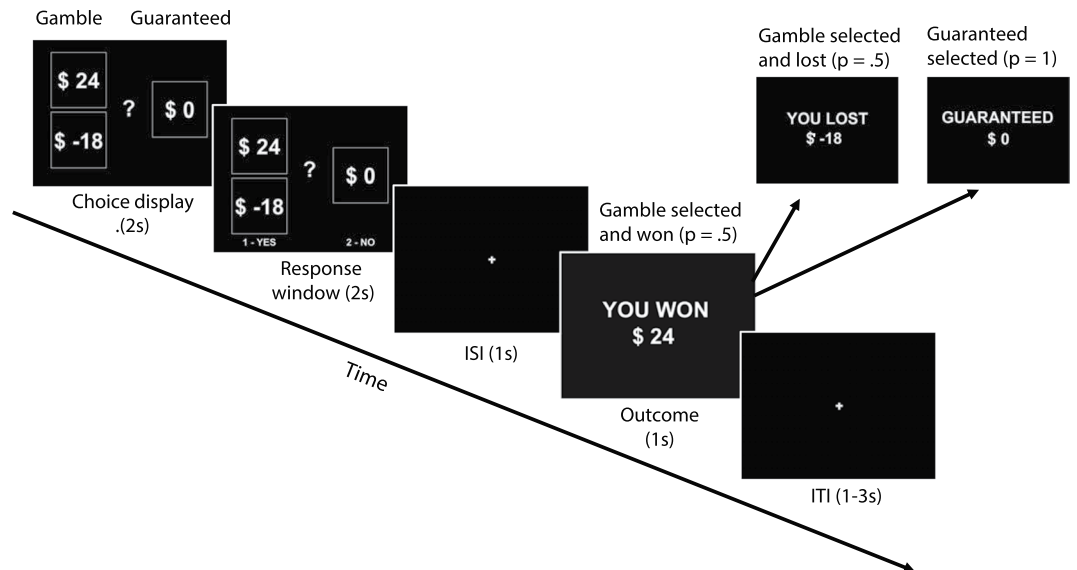 Gamble Guaranteed
$ 24
? $ 0
$ -18
Choice display
.(2s)
$ 24
? $ 0
$ -18
1 - YES 2 - NO
Response
window (2s)
ISI (1s)
Gamble selected
and won (p = .5)
YOU WON
$ 24
Outcome
(1s)
ITI (1-3s)
Gamble selected
and lost (p = .5)
YOU LOST
$ -18
Guaranteed
selected (p = 1)
GUARANTEED
$ 0
Time